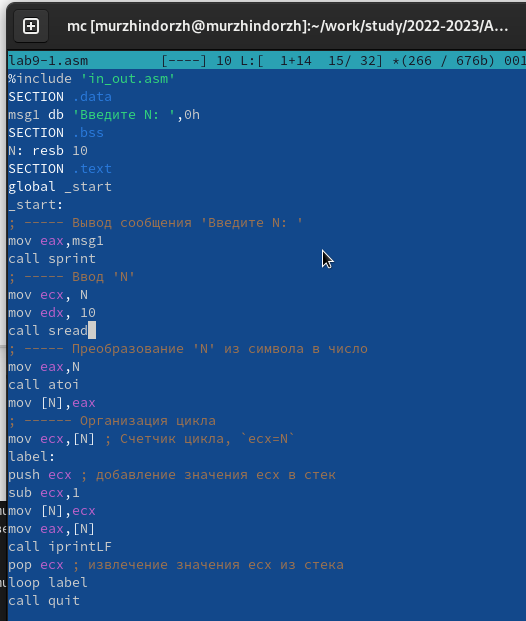 mc [murzhindorzh@murzhindorzh]:~/work/study/2022-2023/A...
lab9-1.asm [----] 10 L:[ 1+14 15/ 32] *(266 / 676b) 001
%include 'in_out.asm'
SECTION .data
msg1 db 'Введите N: ',0h
SECTION .bss
N: resb 10
SECTION .text
global _start
_start:
; ----- Вывод сообщения 'Введите N: '
mov eax,msg1
call sprint
; ----- Ввод 'N'
mov ecx, N
mov edx, 10
call sread
; ----- Преобразование 'N' из символа в число
mov eax,N
call atoi
mov [N],eax
; ------ Организация цикла
mov ecx,[N] ; Счетчик цикла, `ecx=N`
label:
push ecx ; добавление значения ecx в стек
sub ecx,1
mov [N],ecx
mov eax,[N]
call iprintLF
pop ecx ; извлечение значения ecx из стека
loop label
call quit